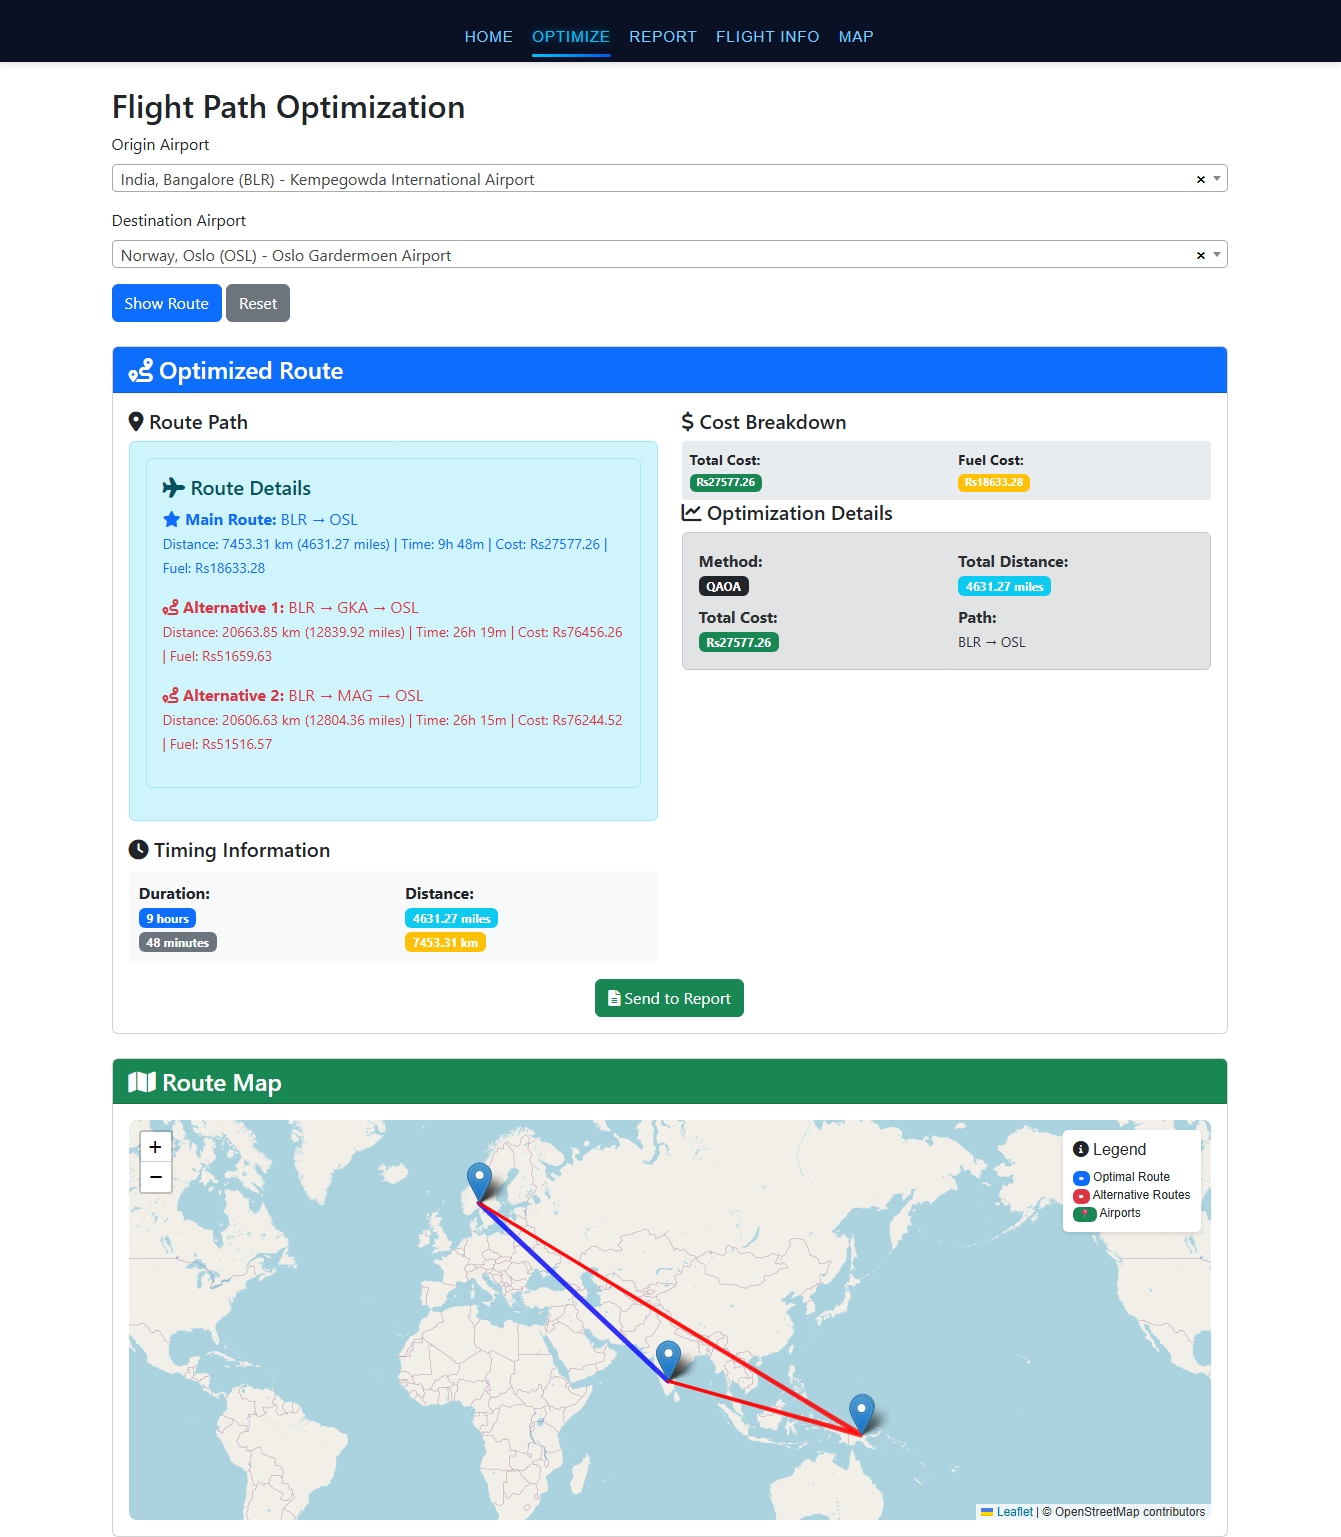 HOME OPTIMIZE REPORT FLIGHT INFO MAP
Flight Path Optimization
Origin Airport
India, Bangalore (BLR) - Kempegowda International Airport
Destination Airport
Norway, Oslo (OSL) - Oslo Gardermoen Airport
Show Route Reset
Optimized Route
Route Path
Route Details
Main Route: BLR → OSL
Distance: 7453.31 km (4631.27 miles) | Time: 9h 48m | Cost: Rs27577.26 |
Fuel: Rs18633.28
Alternative 1: BLR → GKA → OSL
Distance: 20663.85 km (12839.92 miles) | Time: 26h 19m | Cost: Rs76456.26
| Fuel: Rs51659.63
Alternative 2: BLR → MAG → OSL
Distance: 20606.63 km (12804.36 miles) | Time: 26h 15m | Cost: Rs76244.52
| Fuel: Rs51516.57
Timing Information
Duration: Distance:
9 hours 4631.27 miles
48 minutes 7453.31 km
$ Cost Breakdown
Total Cost: Fuel Cost:
Rs27577.26 Rs18633.28
Optimization Details
Method: Total Distance:
QAOA 4631.27 miles
Total Cost: Path:
Rs27577.26 BLR → OSL
Send to Report
Route Map
+
−
Legend
Optimal Route
Alternative Routes
Airports
Leaflet | © OpenStreetMap contributors